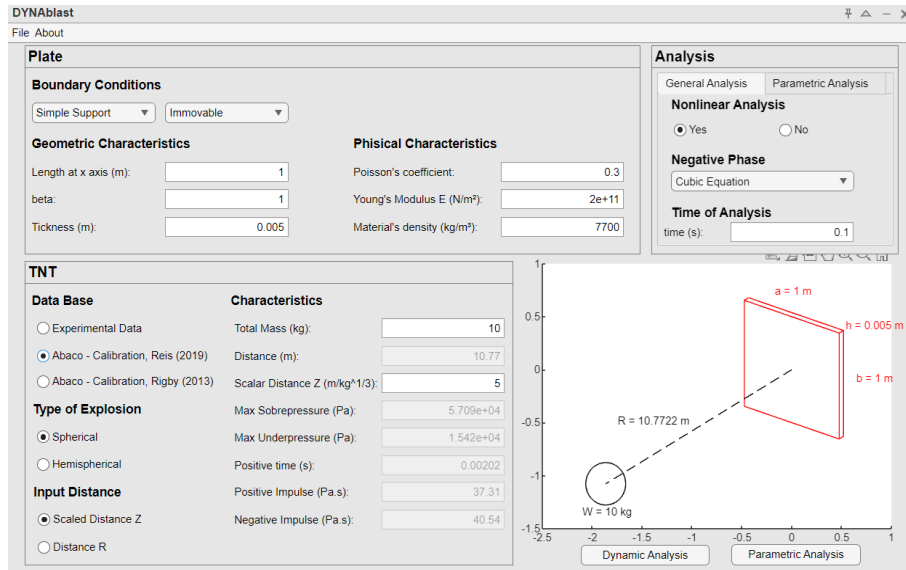 DYNAblast
File About
Plate
Boundary Conditions
Simple Support Immovable
Geometric Characteristics
Length at x axis (m): 1
beta: 1
Tickness (m): 0.005
Phisical Characteristics
Poisson's coefficient: 0.3
Young's Modulus E (N/m²): 2e+11
Material's density (kg/m³): 7700
Analysis
General Analysis Parametric Analysis
Nonlinear Analysis
Yes No
Negative Phase
Cubic Equation
Time of Analysis
time (s): 0.1
TNT
Data Base
Experimental Data
Abaco - Calibration, Reis (2019)
Abaco - Calibration, Rigby (2013)
Type of Explosion
Spherical
Hemispherical
Input Distance
Scaled Distance Z
Distance R
Characteristics
Total Mass (kg): 10
Distance (m): 10.77
Scalar Distance Z (m/kg^1/3): 5
Max Sobrepressure (Pa): 5.709e+04
Max Underpressure (Pa): 1.542e+04
Positive time (s): 0.00202
Positive Impulse (Pa.s): 37.31
Negative Impulse (Pa.s): 40.54
1
0.5
0
-0.5
-1
-1.5
a = 1 m
h = 0.005 m
b = 1 m
R = 10.7722 m
W = 10 kg
-2.5 -2 -1.5 -1 -0.5 0 0.5 1
Dynamic Analysis Parametric Analysis